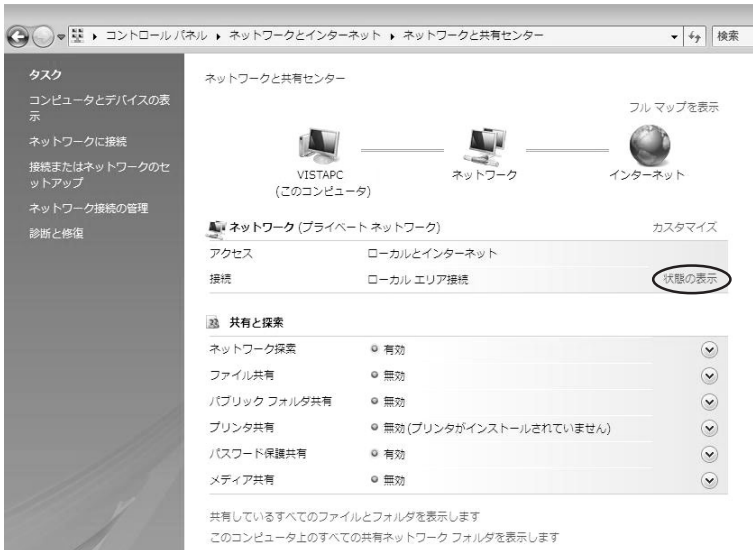 コントロール パネル ▸ ネットワークとインターネット ▸ ネットワークと共有センター 検索
タスク
コンピュータとデバイスの表
示
ネットワークに接続
接続またはネットワークのセ
ットアップ
ネットワーク接続の管理
診断と修復
ネットワークと共有センター
フル マップを表示
VISTAPC
(このコンピュータ)
ネットワーク
インターネット
ネットワーク (プライベート ネットワーク) カスタマイズ
アクセス ローカルとインターネット
接続 ローカル エリア接続 状態の表示
共有と探索
ネットワーク探索 有効
ファイル共有 無効
パブリック フォルダ共有 無効
プリンタ共有 無効 (プリンタがインストールされていません)
パスワード保護共有 有効
メディア共有 無効
共有しているすべてのファイルとフォルダを表示します
このコンピュータ上のすべての共有ネットワーク フォルダを表示します